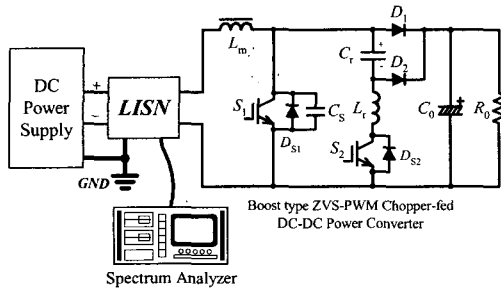 DC
Power
Supply
+
−
LISN
GND
Spectrum Analyzer
Lm
S1
DS1
CS
Cr
+
-
D1
D2
Lr
S2
DS2
C0
+
R0
Boost type ZVS-PWM Chopper-fed
DC-DC Power Converter